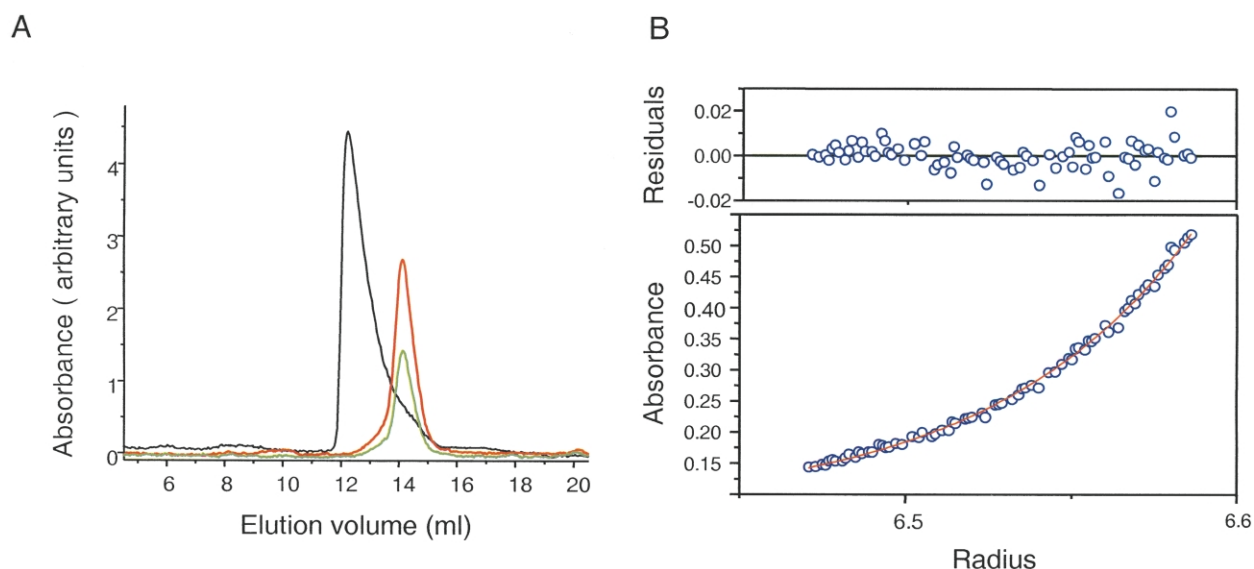 A
Absorbance ( arbitrary units )
4
3
2
1
0
6 8 10 12 14 16 18 20
Elution volume (ml)
B
Residuals
0.02
0.00
-0.02
Absorbance
0.50
0.45
0.40
0.35
0.30
0.25
0.20
0.15
6.5 6.6
Radius